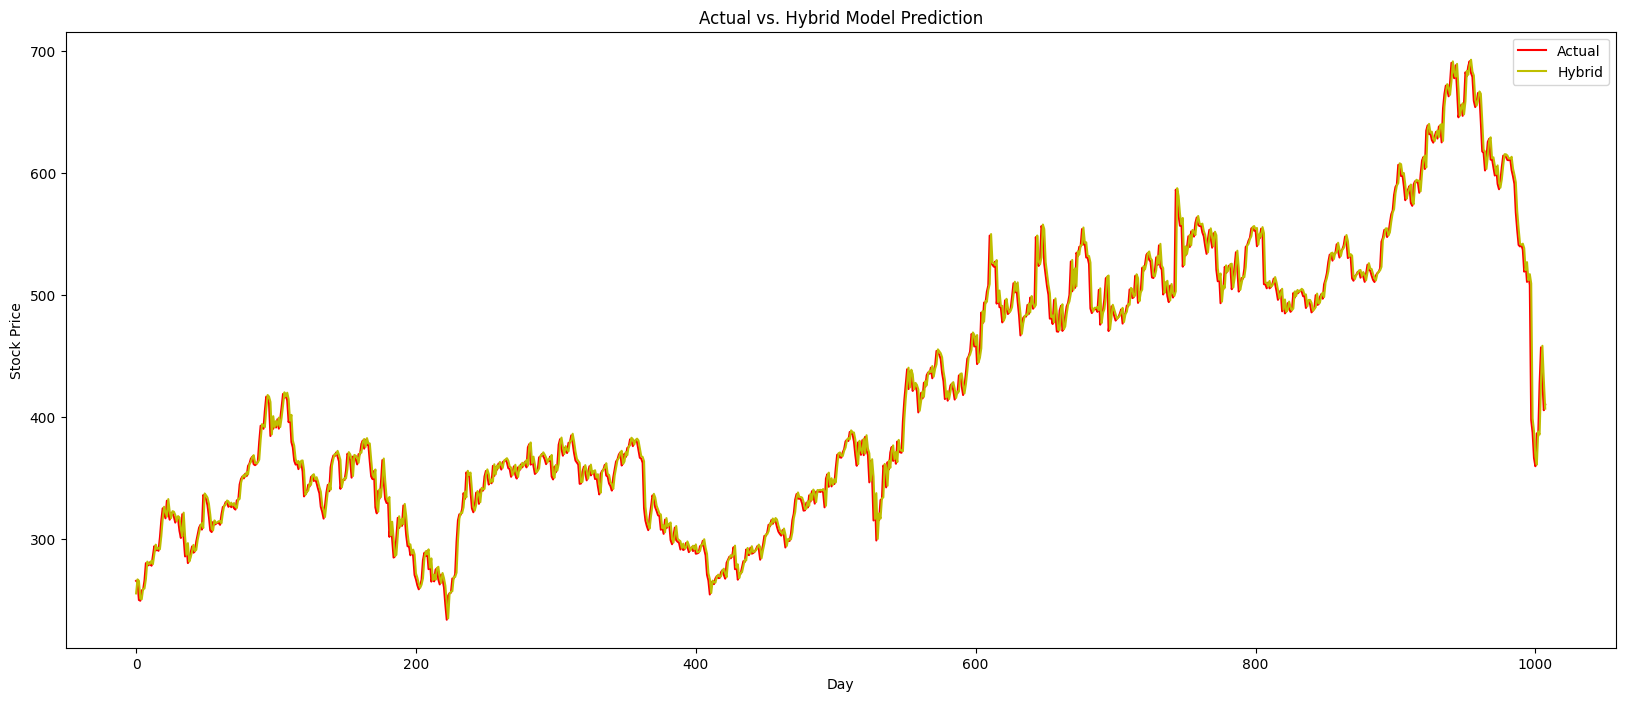 Actual vs. Hybrid Model Prediction
Actual
Hybrid
Stock Price
700
600
500
400
300
0 200 400 600 800 1000
Day